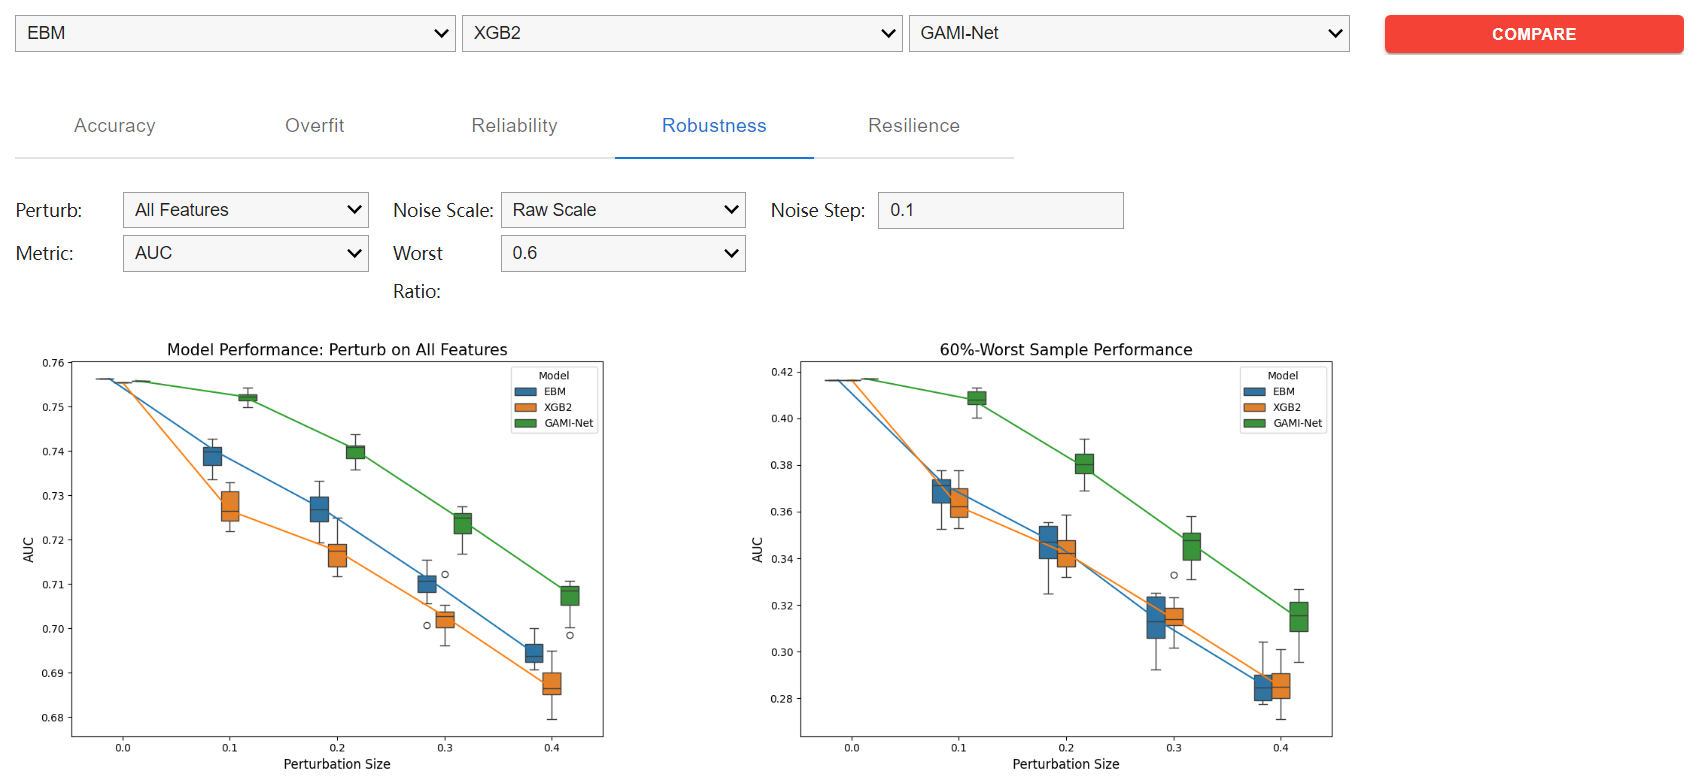 EBM XGB2 GAMI-Net COMPARE
Accuracy Overfit Reliability Robustness Resilience
Perturb: All Features Noise Scale: Raw Scale Noise Step: 0.1
Metric: AUC Worst 0.6
Ratio:
Model Performance: Perturb on All Features
0.76
0.75
0.74
0.73
0.72
0.71
0.70
0.69
0.68
AUC
Model
EBM
XGB2
GAMI-Net
0.0 0.1 0.2 0.3 0.4
Perturbation Size
60%-Worst Sample Performance
0.42
0.40
0.38
0.36
0.34
0.32
0.30
0.28
AUC
Model
EBM
XGB2
GAMI-Net
0.0 0.1 0.2 0.3 0.4
Perturbation Size